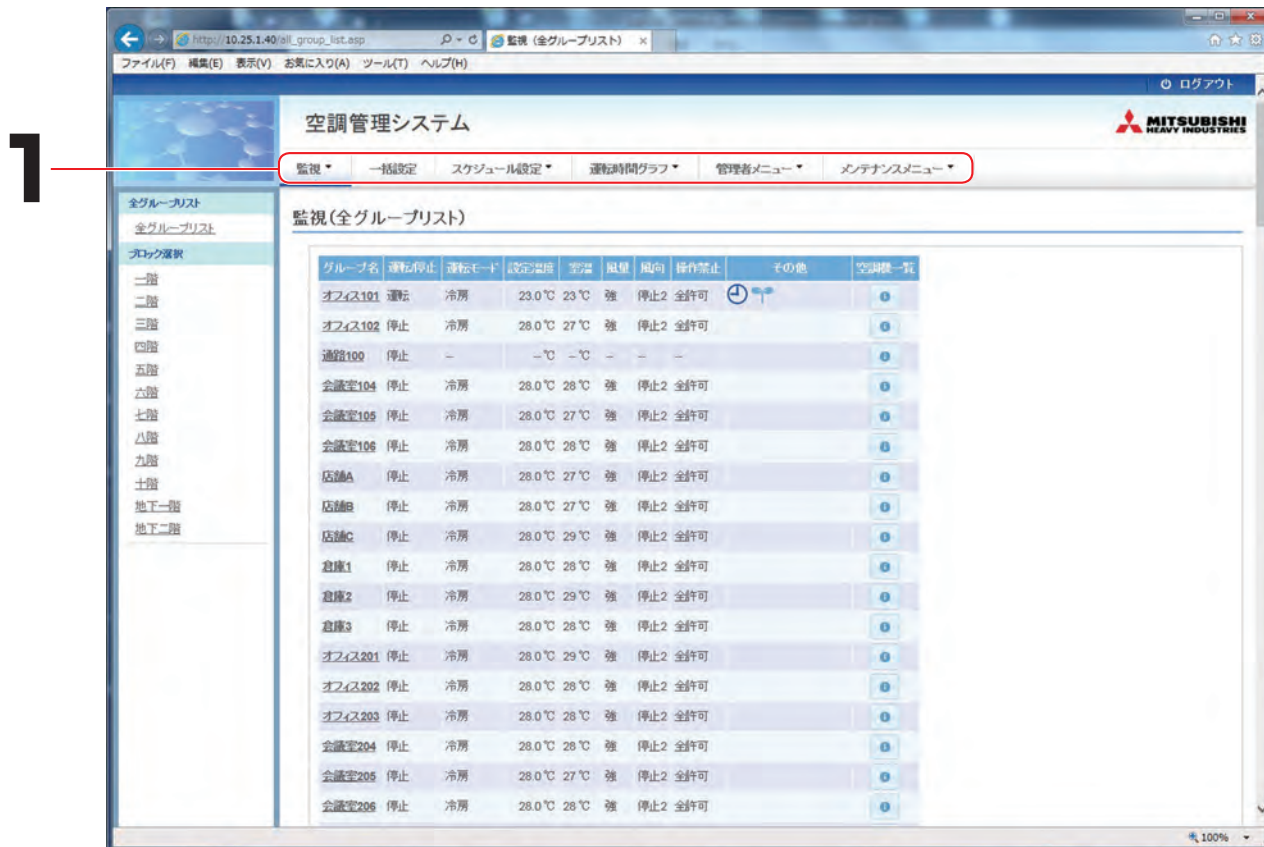 http://10.25.1.40/all_group_list.asp
監視（全グループリスト）
ファイル(F) 編集(E) 表示(V) お気に入り(A) ツール(T) ヘルプ(H)
ログアウト
空調管理システム
MITSUBISHI
HEAVY INDUSTRIES
1
監視 一括設定 スケジュール設定 運転時間グラフ 管理者メニュー メンテナンスメニュー
全グループリスト
全グループリスト
ブロック選択
一階
二階
三階
四階
五階
六階
七階
八階
九階
十階
地下一階
地下二階
監視(全グループリスト)
グループ名 運転/停止 運転モード 設定温度 室温 風量 風向 操作禁止 その他 空調機一覧
オフィス101 運転 冷房 23.0℃ 23℃ 強 停止2 全許可
オフィス102 停止 冷房 28.0℃ 27℃ 強 停止2 全許可
通路100 停止 － －℃ －℃ － － －
会議室104 停止 冷房 28.0℃ 28℃ 強 停止2 全許可
会議室105 停止 冷房 28.0℃ 27℃ 強 停止2 全許可
会議室106 停止 冷房 28.0℃ 28℃ 強 停止2 全許可
店舗A 停止 冷房 28.0℃ 27℃ 強 停止2 全許可
店舗B 停止 冷房 28.0℃ 27℃ 強 停止2 全許可
店舗C 停止 冷房 28.0℃ 29℃ 強 停止2 全許可
倉庫1 停止 冷房 28.0℃ 28℃ 強 停止2 全許可
倉庫2 停止 冷房 28.0℃ 29℃ 強 停止2 全許可
倉庫3 停止 冷房 28.0℃ 28℃ 強 停止2 全許可
オフィス201 停止 冷房 28.0℃ 29℃ 強 停止2 全許可
オフィス202 停止 冷房 28.0℃ 28℃ 強 停止2 全許可
オフィス203 停止 冷房 28.0℃ 28℃ 強 停止2 全許可
会議室204 停止 冷房 28.0℃ 28℃ 強 停止2 全許可
会議室205 停止 冷房 28.0℃ 27℃ 強 停止2 全許可
会議室206 停止 冷房 28.0℃ 28℃ 強 停止2 全許可
100%